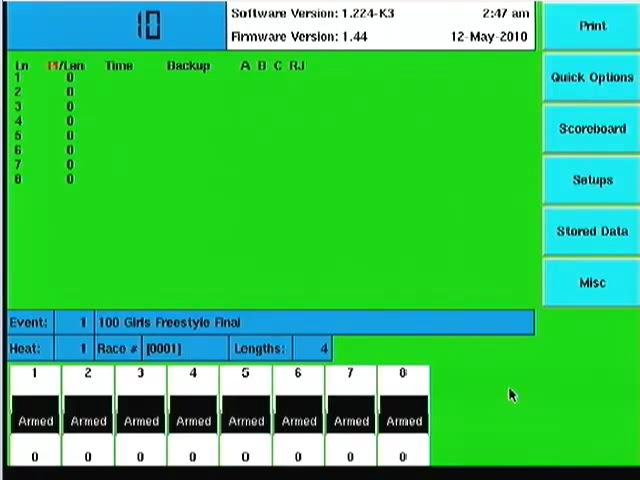 10
Software Version: 1.224-K3 2:47 am
Firmware Version: 1.44 12-May-2010
Print
Quick Options
Scoreboard
Setups
Stored Data
Misc
Ln Pl/Len Time Backup A B C RJ
1 0
2 0
3 0
4 0
5 0
6 0
7 0
8 0
Event: 1 100 Girls Freestyle Final
Heat: 1 Race # [0001] Lengths: 4
1 2 3 4 5 6 7 8
Armed Armed Armed Armed Armed Armed Armed Armed
0 0 0 0 0 0 0 0